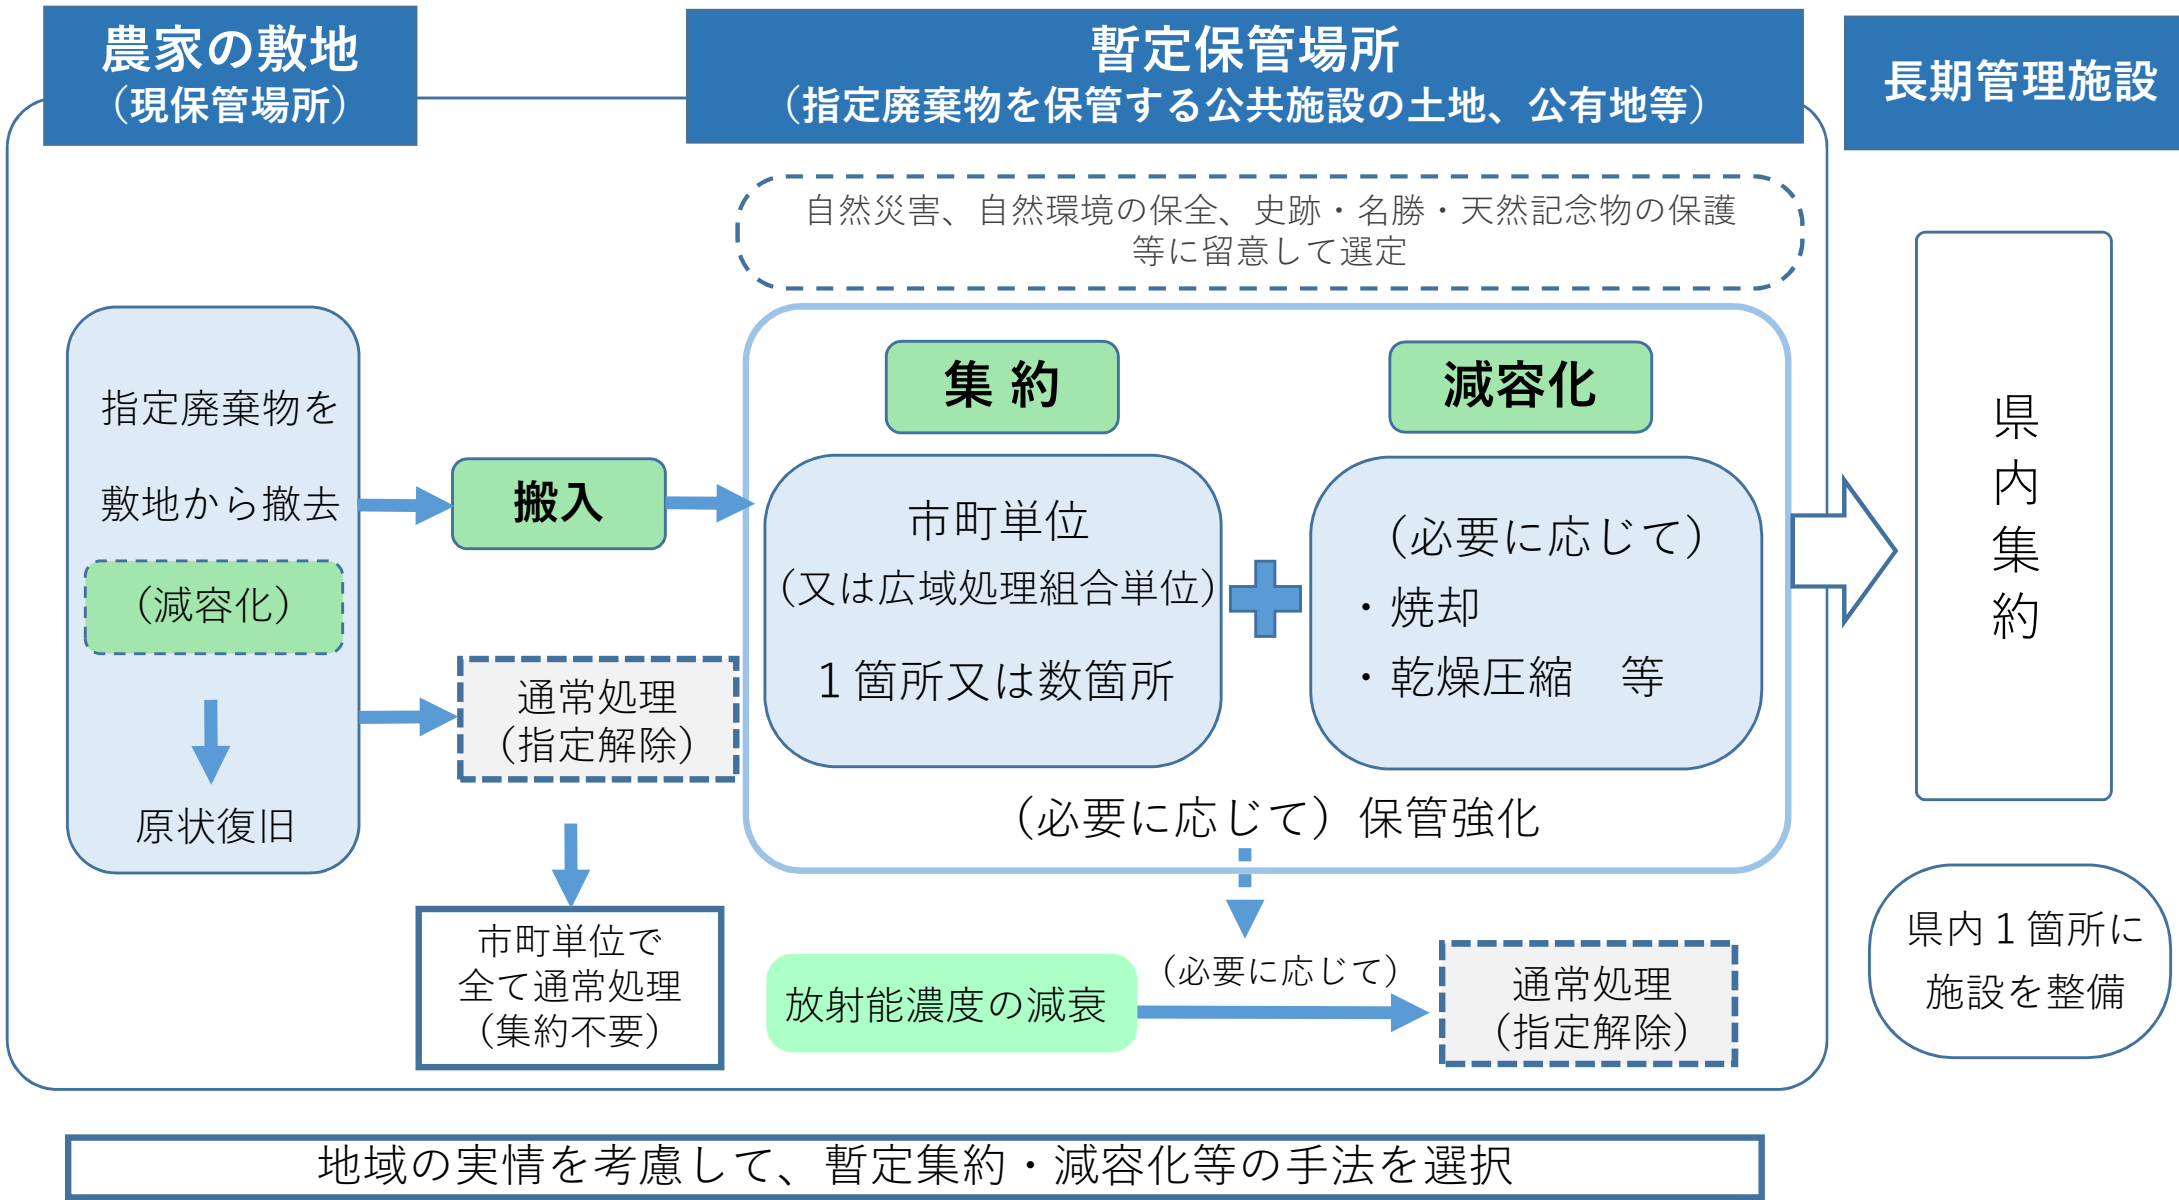 農家の敷地
（現保管場所）
暫定保管場所
（指定廃棄物を保管する公共施設の土地、公有地等）
長期管理施設
自然災害、自然環境の保全、史跡・名勝・天然記念物の保護
等に留意して選定
指定廃棄物を
敷地から撤去
（減容化）
原状復旧
搬入
通常処理
（指定解除）
市町単位で
全て通常処理
（集約不要）
集 約
市町単位
（又は広域処理組合単位）
１箇所又は数箇所
減容化
（必要に応じて）
・焼却
・乾燥圧縮　等
（必要に応じて）保管強化
放射能濃度の減衰
（必要に応じて）
通常処理
（指定解除）
県
内
集
約
県内１箇所に
施設を整備
地域の実情を考慮して、暫定集約・減容化等の手法を選択